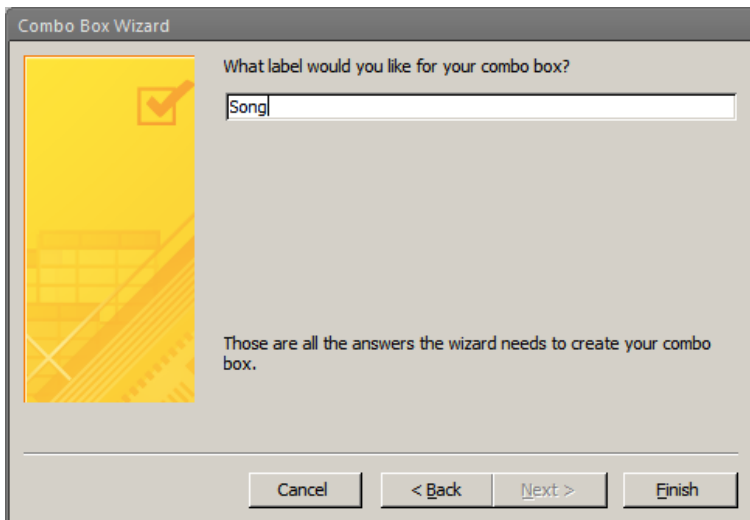 Combo Box Wizard
What label would you like for your combo box?
Song
Those are all the answers the wizard needs to create your combo
box.
Cancel
< Back
Next >
Finish